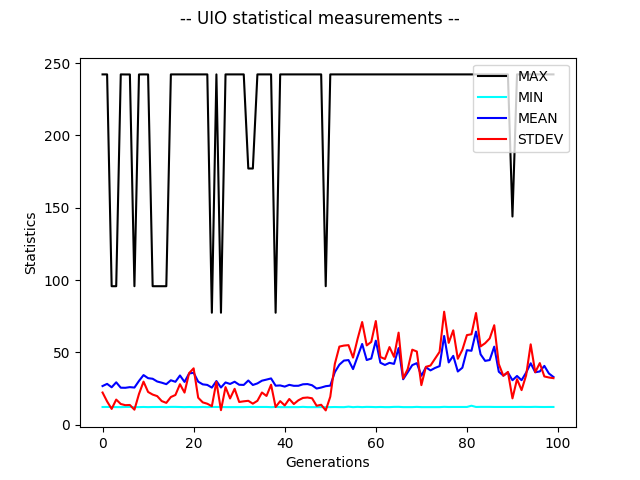 -- UIO statistical measurements --
250
200
150
100
50
0
Statistics
MAX
MIN
MEAN
STDEV
0 20 40 60 80 100
Generations